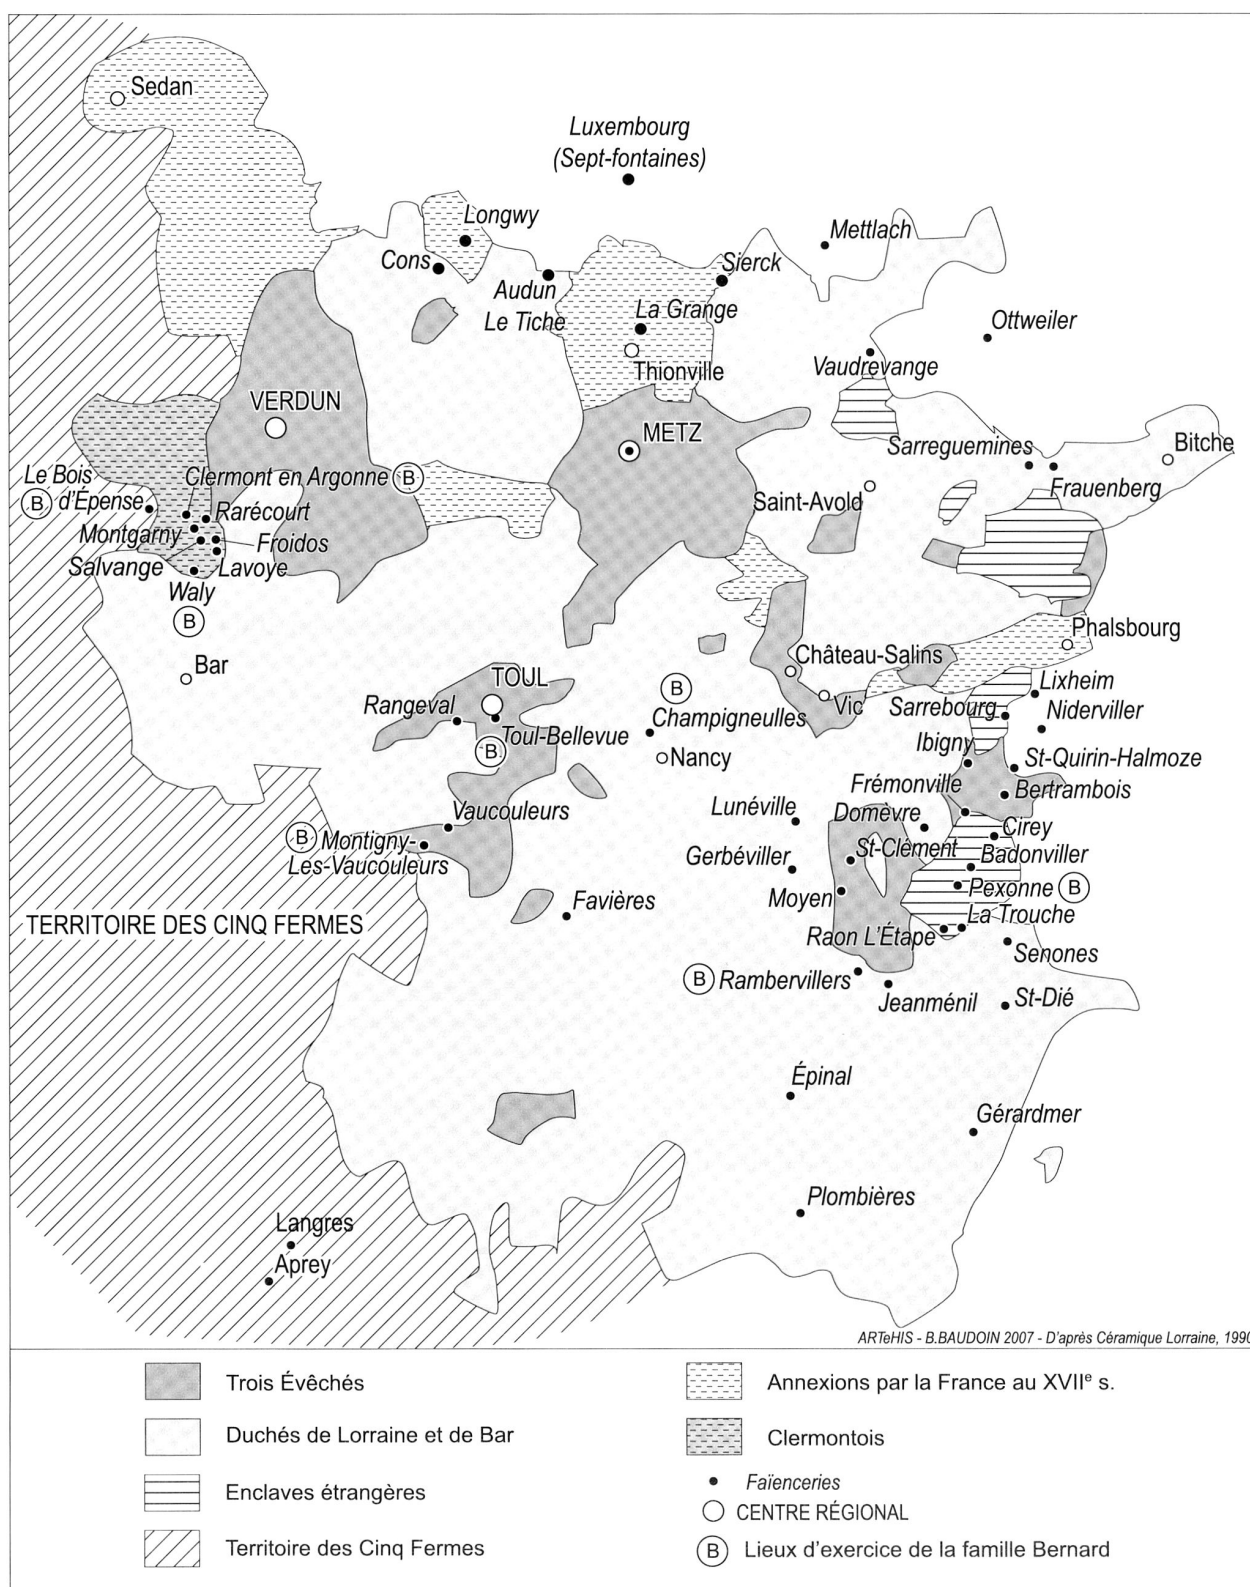 Sedan
Luxembourg
(Sept-fontaines)
Longwy
Mettlach
Cons
Sierck
Audun
Le Tiche
La Grange
Ottweiler
Thionville
Vaudrevange
VERDUN
METZ
Bitche
Sarreguemines
Le Bois
d'Épense
B
Clermont en Argonne
B
Saint-Avold
Frauenberg
Rarécourt
Montgarny
Froidos
Salvange
Lavoye
Waly
B
Phalsbourg
Bar
Château-Salins
TOUL
B
Lixheim
Rangeval
Champigneulles
Vic
Sarrebourg
Niderviller
Toul-Bellevue
B
Nancy
Ibigny
St-Quirin-Halmoze
Frémonville
Bertrambois
Vaucouleurs
Lunéville
Domèvre
Cirey
B
Montigny-
Les-Vaucouleurs
Gerbéviller
St-Clément
Badonviller
Pexonne
B
Favières
Moyen
La Trouche
TERRITOIRE DES CINQ FERMES
Raon L'Étape
Senones
B
Rambervillers
Jeanménil
St-Dié
Épinal
Gérardmer
Plombières
Langres
Aprey
ARTeHIS - B.BAUDOIN 2007 - D'après Céramique Lorraine, 1990
Trois Évêchés
Duchés de Lorraine et de Bar
Enclaves étrangères
Territoire des Cinq Fermes
Annexions par la France au XVIIe s.
Clermontois
Faïenceries
CENTRE RÉGIONAL
B
Lieux d'exercice de la famille Bernard